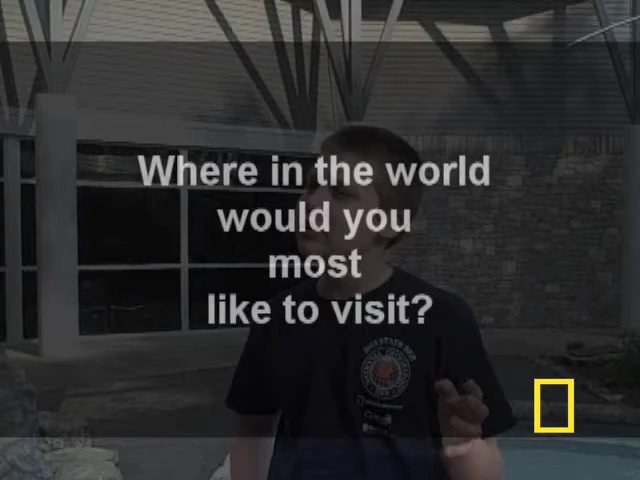 Where in the world
would you
most
like to visit?